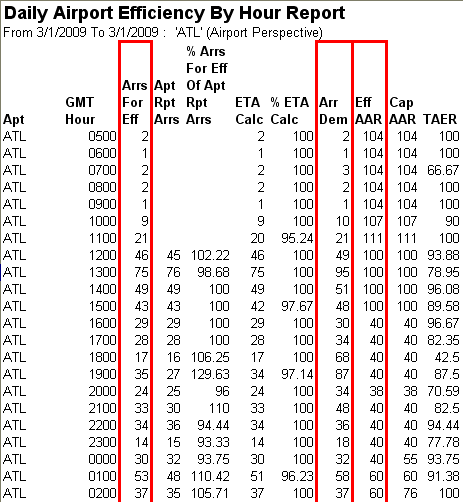 Daily Airport Efficiency By Hour Report
From 3/1/2009 To 3/1/2009 : 'ATL' (Airport Perspective)
% Arrs
Arrs Apt For Eff
GMT For Rpt Of Apt ETA % ETA Arr Eff Cap
Apt Hour Eff Arrs Rpt Arrs Calc Calc Dem AAR AAR TAER
ATL 0500 2 2 100 2 104 104 100
ATL 0600 1 1 100 1 104 104 100
ATL 0700 2 2 100 3 104 104 66.67
ATL 0800 2 2 100 2 104 104 100
ATL 0900 1 1 100 1 104 104 100
ATL 1000 9 9 100 10 107 107 90
ATL 1100 21 20 95.24 21 111 111 100
ATL 1200 46 45 102.22 46 100 49 100 100 93.88
ATL 1300 75 76 98.68 75 100 95 100 100 78.95
ATL 1400 49 49 100 49 100 51 100 100 96.08
ATL 1500 43 43 100 42 97.67 48 100 100 89.58
ATL 1600 29 29 100 29 100 30 40 40 96.67
ATL 1700 28 28 100 28 100 34 40 40 82.35
ATL 1800 17 16 106.25 17 100 68 40 40 42.5
ATL 1900 35 27 129.63 34 97.14 87 40 40 87.5
ATL 2000 24 25 96 24 100 34 38 38 70.59
ATL 2100 33 30 110 33 100 48 40 40 82.5
ATL 2200 34 36 94.44 34 100 36 40 40 94.44
ATL 2300 14 15 93.33 14 100 18 40 40 77.78
ATL 0000 30 32 93.75 30 100 32 40 55 93.75
ATL 0100 53 48 110.42 51 96.23 58 60 60 91.38
ATL 0200 37 35 105.71 37 100 37 40 76 100